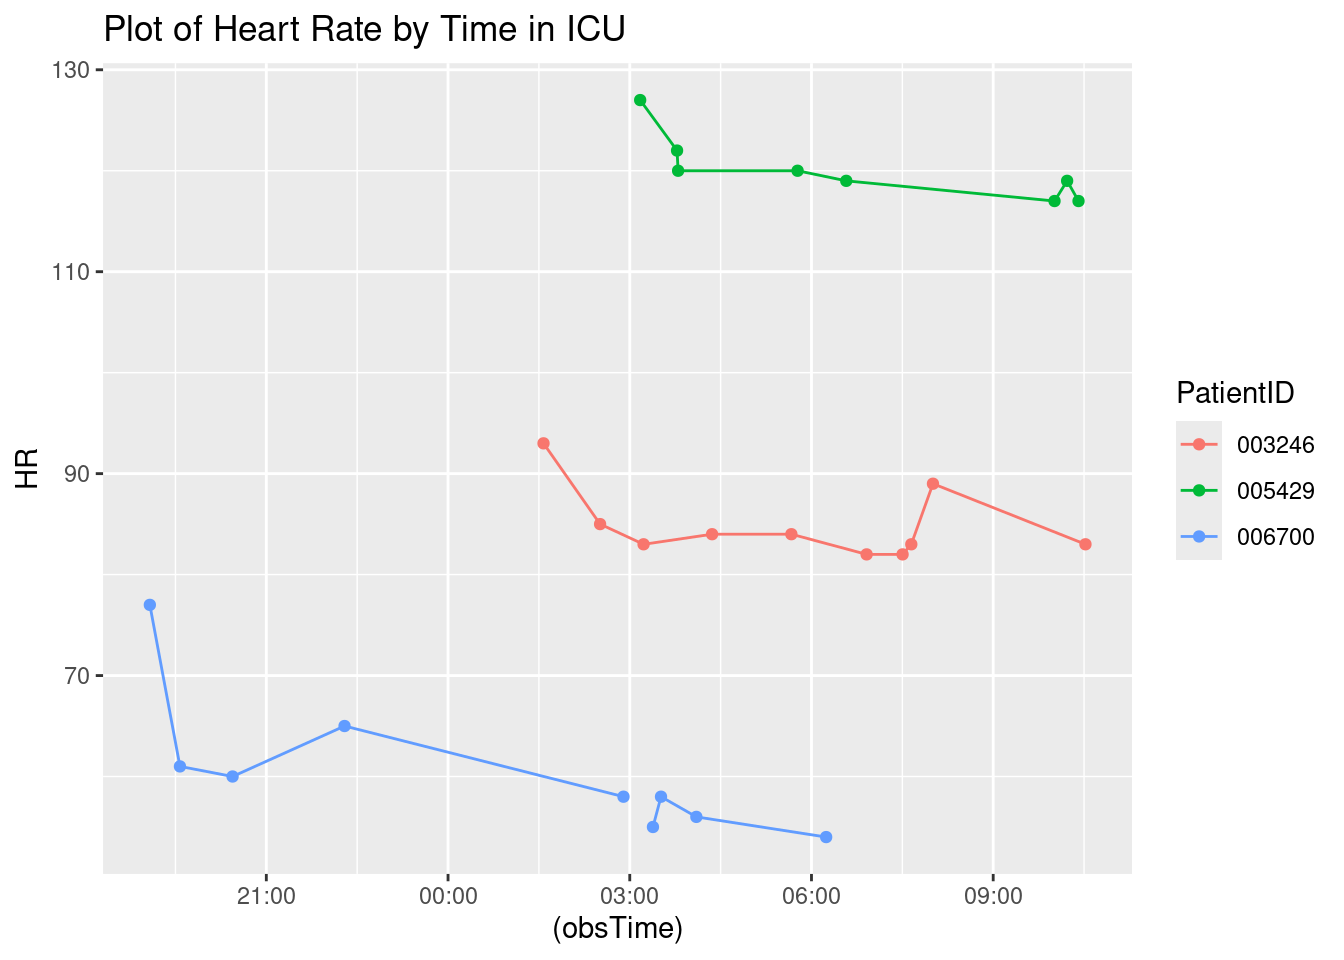 Plot of Heart Rate by Time in ICU
130
110
90
70
HR
21:00 00:00 03:00 06:00 09:00
(obsTime)
PatientID
003246
005429
006700